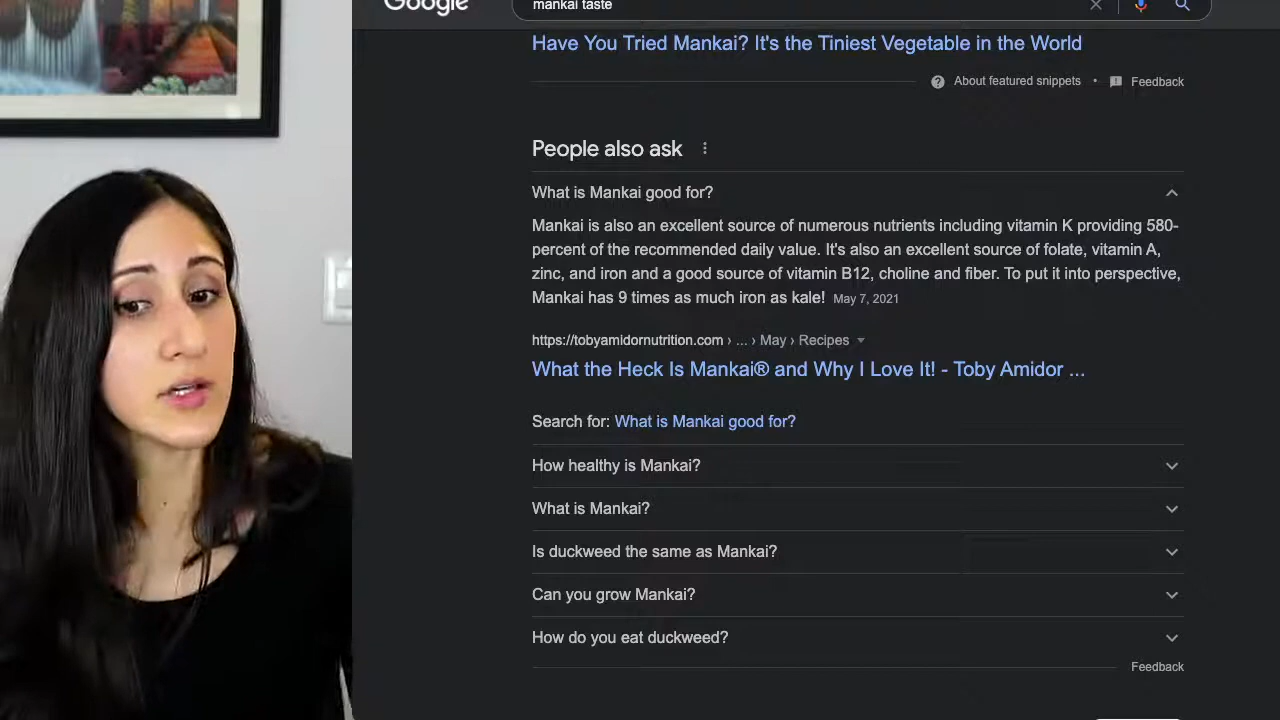 Google
mankai taste
Have You Tried Mankai? It's the Tiniest Vegetable in the World
About featured snippets • Feedback
People also ask
What is Mankai good for?
Mankai is also an excellent source of numerous nutrients including vitamin K providing 580-
percent of the recommended daily value. It's also an excellent source of folate, vitamin A,
zinc, and iron and a good source of vitamin B12, choline and fiber. To put it into perspective,
Mankai has 9 times as much iron as kale! May 7, 2021
https://tobyamidornutrition.com › ... › May › Recipes
What the Heck Is Mankai® and Why I Love It! - Toby Amidor ...
Search for: What is Mankai good for?
How healthy is Mankai?
What is Mankai?
Is duckweed the same as Mankai?
Can you grow Mankai?
How do you eat duckweed?
Feedback